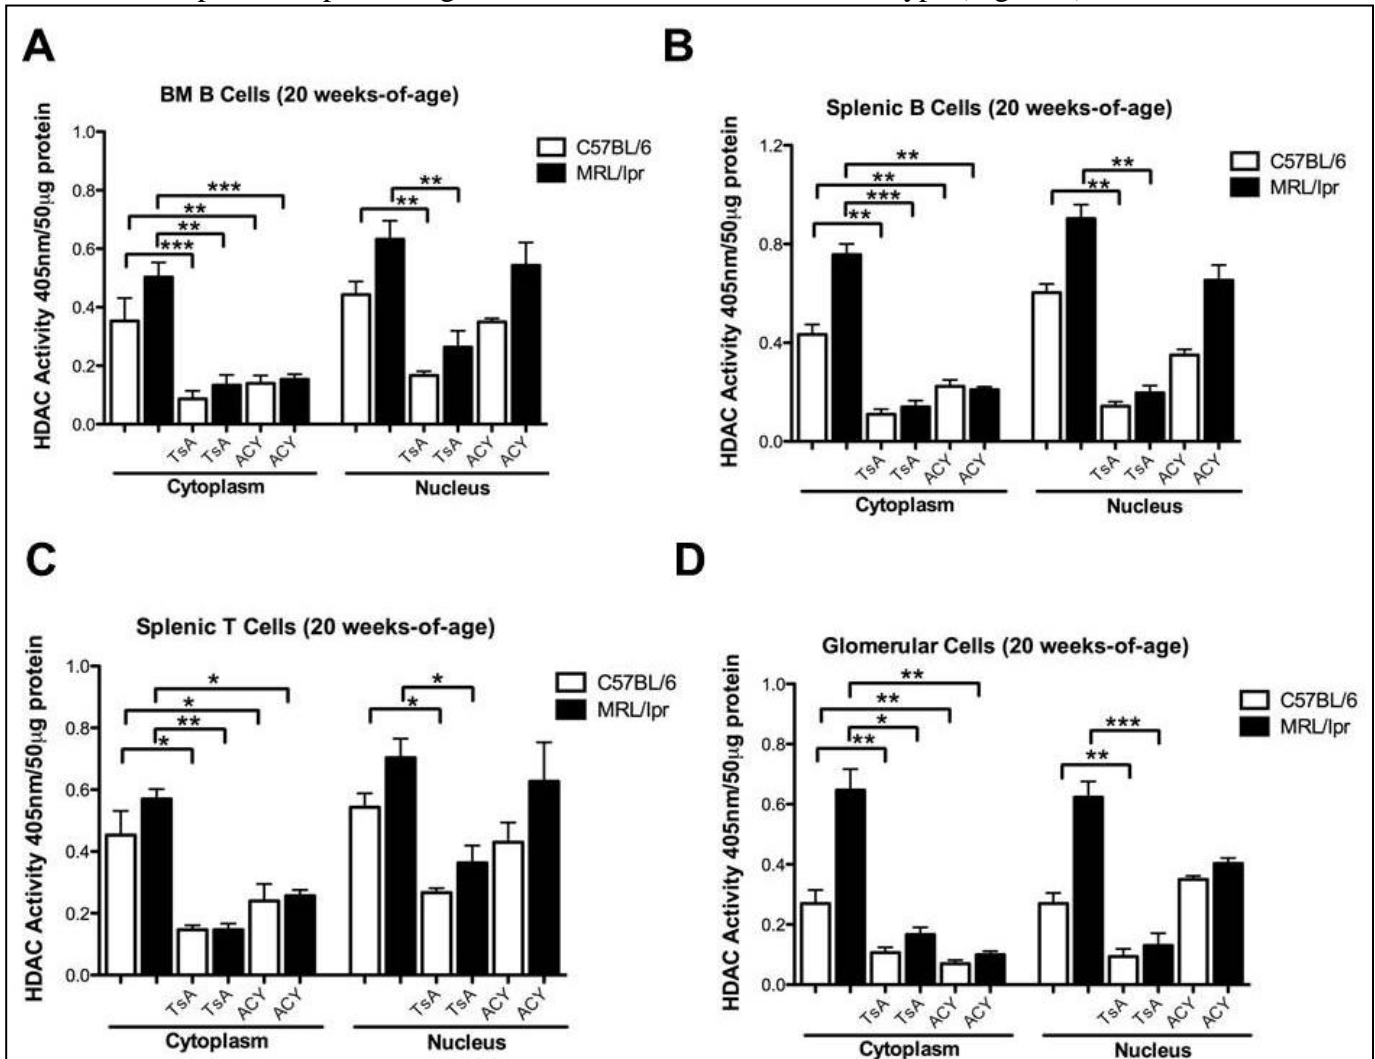 A
BM B Cells (20 weeks-of-age)
HDAC Activity 405nm/50µg protein
1.0
0.8
0.6
0.4
0.2
0.0
C57BL/6
MRL/lpr
***
**
**
***
**
**
TsA TsA ACY ACY TsA TsA ACY ACY
Cytoplasm Nucleus
B
Splenic B Cells (20 weeks-of-age)
HDAC Activity 405nm/50µg protein
1.2
0.8
0.4
0.0
C57BL/6
MRL/lpr
**
**
***
**
**
**
TsA TsA ACY ACY TsA TsA ACY ACY
Cytoplasm Nucleus
C
Splenic T Cells (20 weeks-of-age)
HDAC Activity 405nm/50µg protein
1.0
0.8
0.6
0.4
0.2
0.0
C57BL/6
MRL/lpr
*
*
**
*
*
*
TsA TsA ACY ACY TsA TsA ACY ACY
Cytoplasm Nucleus
D
Glomerular Cells (20 weeks-of-age)
HDAC Activity 405nm/50µg protein
1.0
0.8
0.6
0.4
0.2
0.0
C57BL/6
MRL/lpr
**
**
*
**
***
**
TsA TsA ACY ACY TsA TsA ACY ACY
Cytoplasm Nucleus